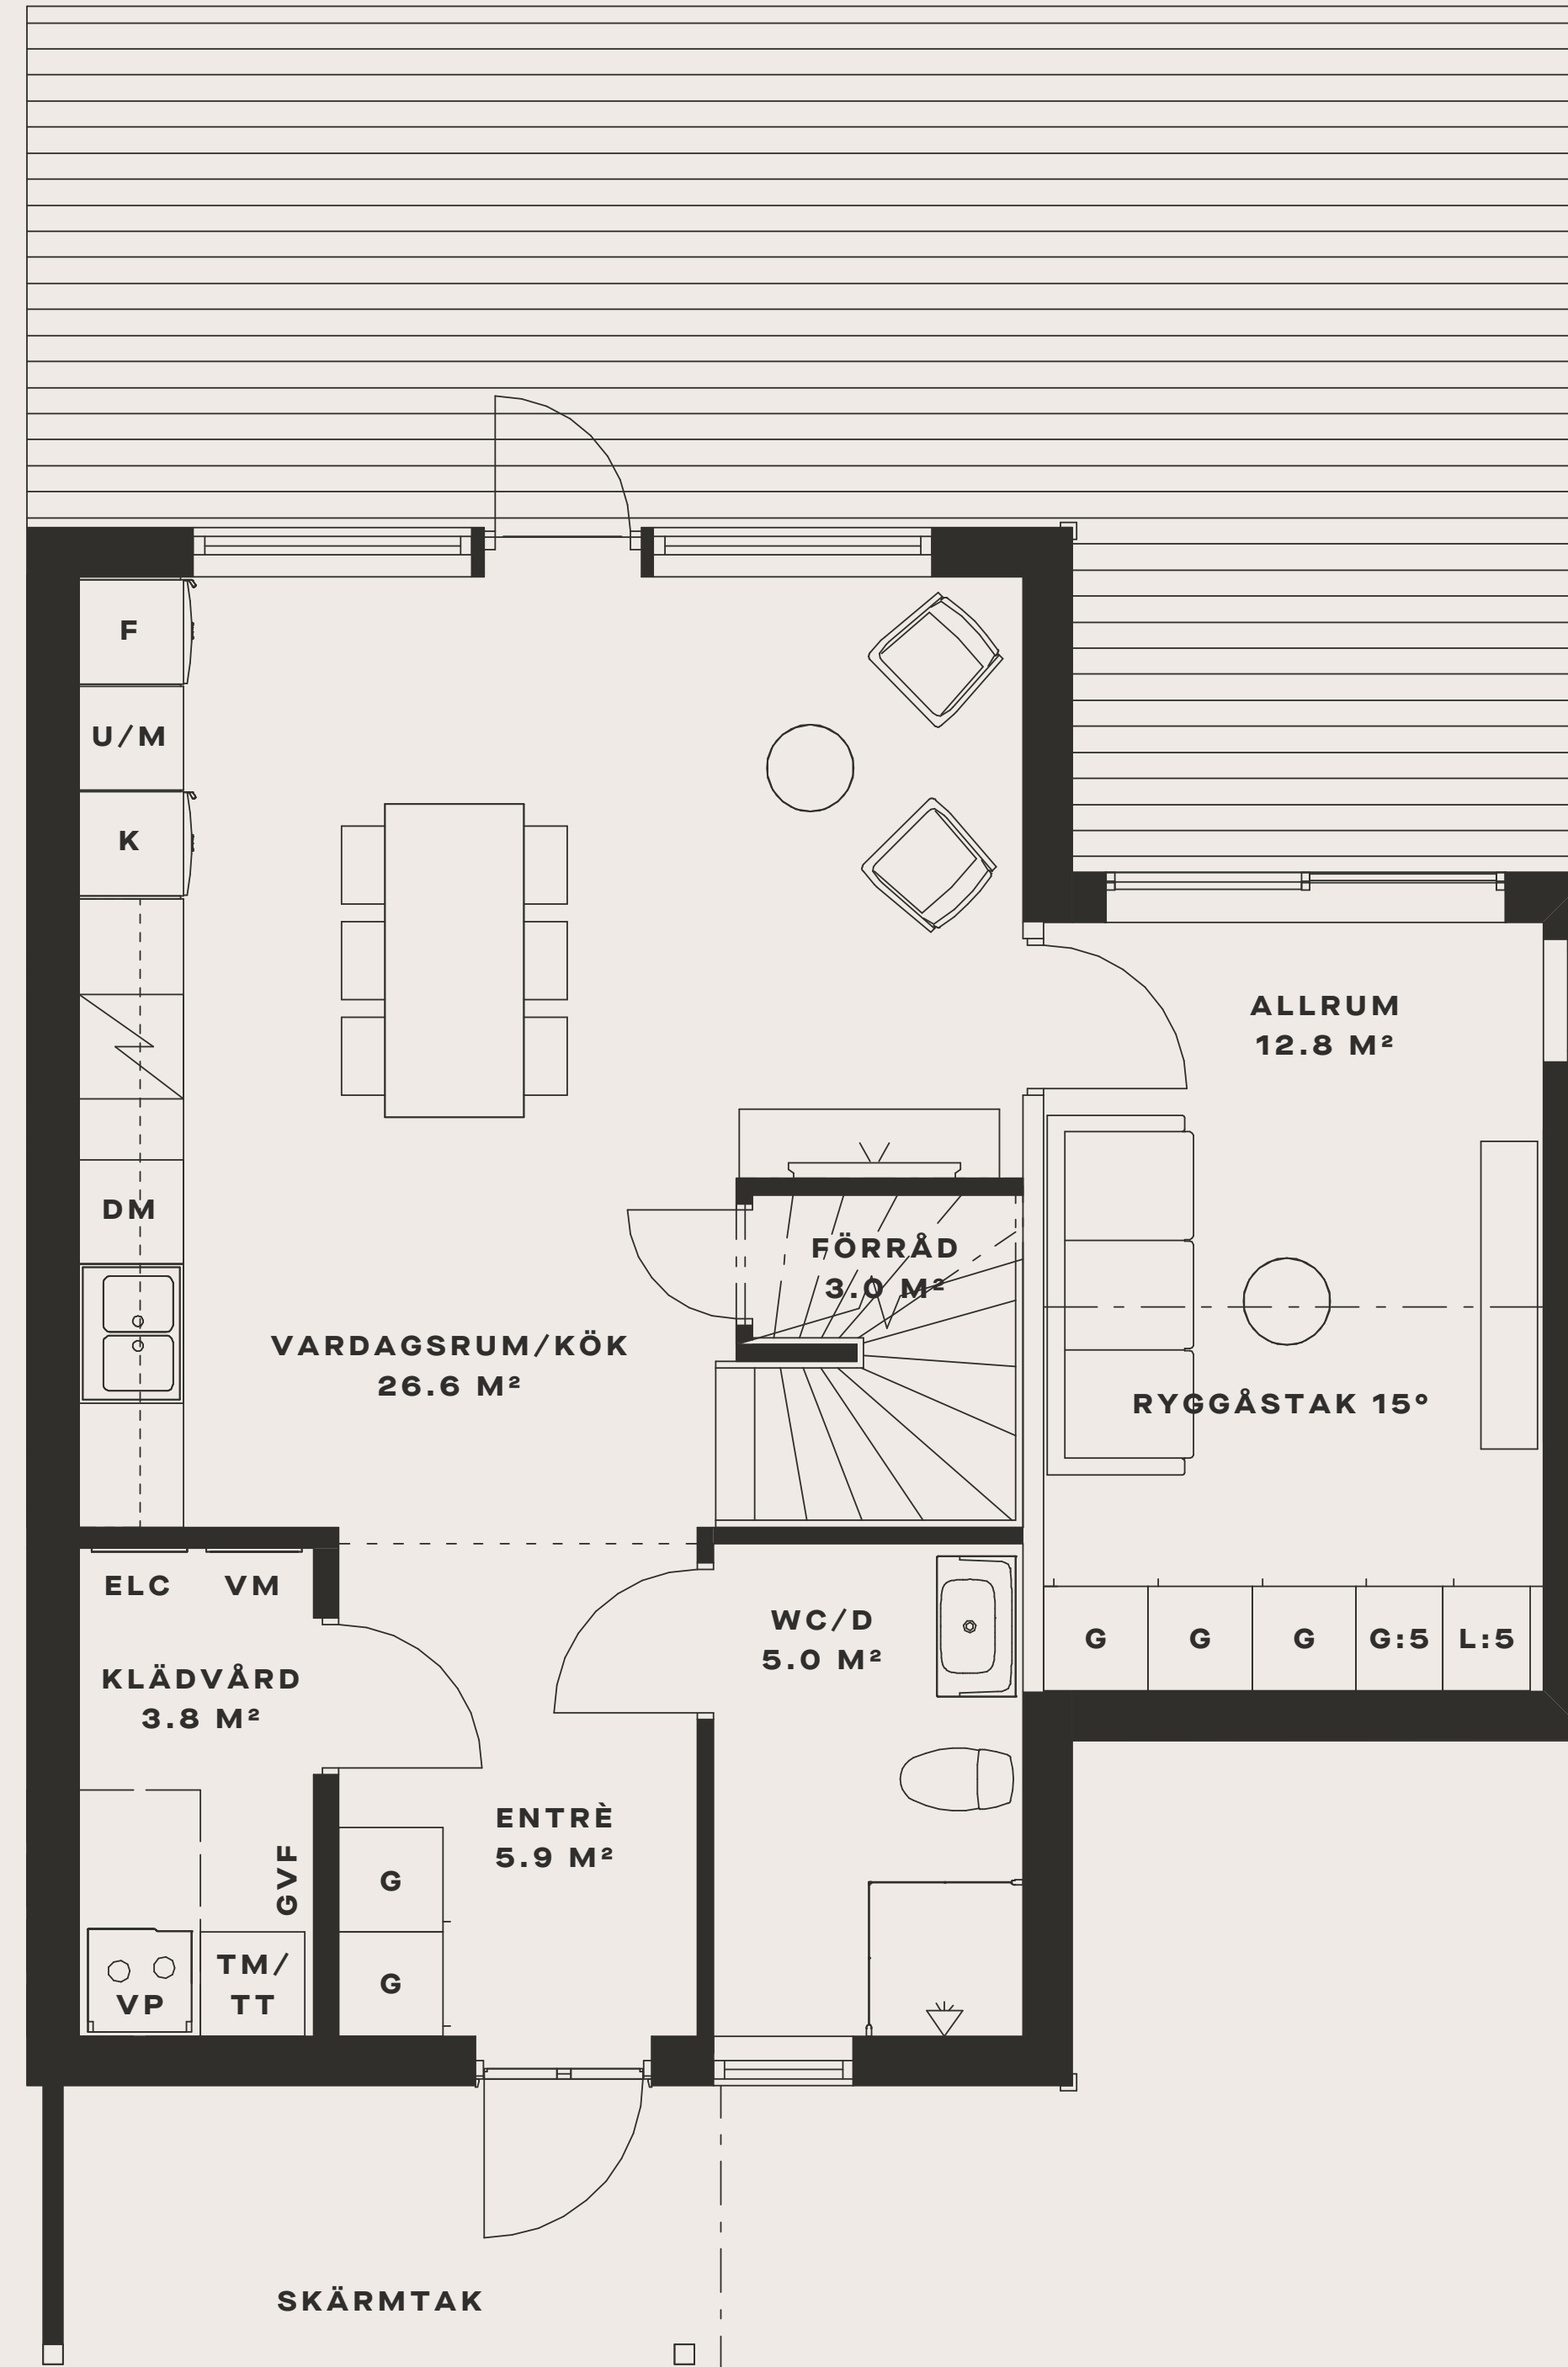 F
U/M
K
ALLRUM
12.8 M²
DM
FÖRRÅD
3.0 M²
VARDAGSRUM/KÖK
26.6 M²
RYGGÅSTAK 15°
ELC VM
WC/D
5.0 M²
G G G G:5 L:5
KLÄDVÅRD
3.8 M²
ENTRÈ
5.9 M²
GVF
G
TM/
TT
VP
G
SKÄRMTAK